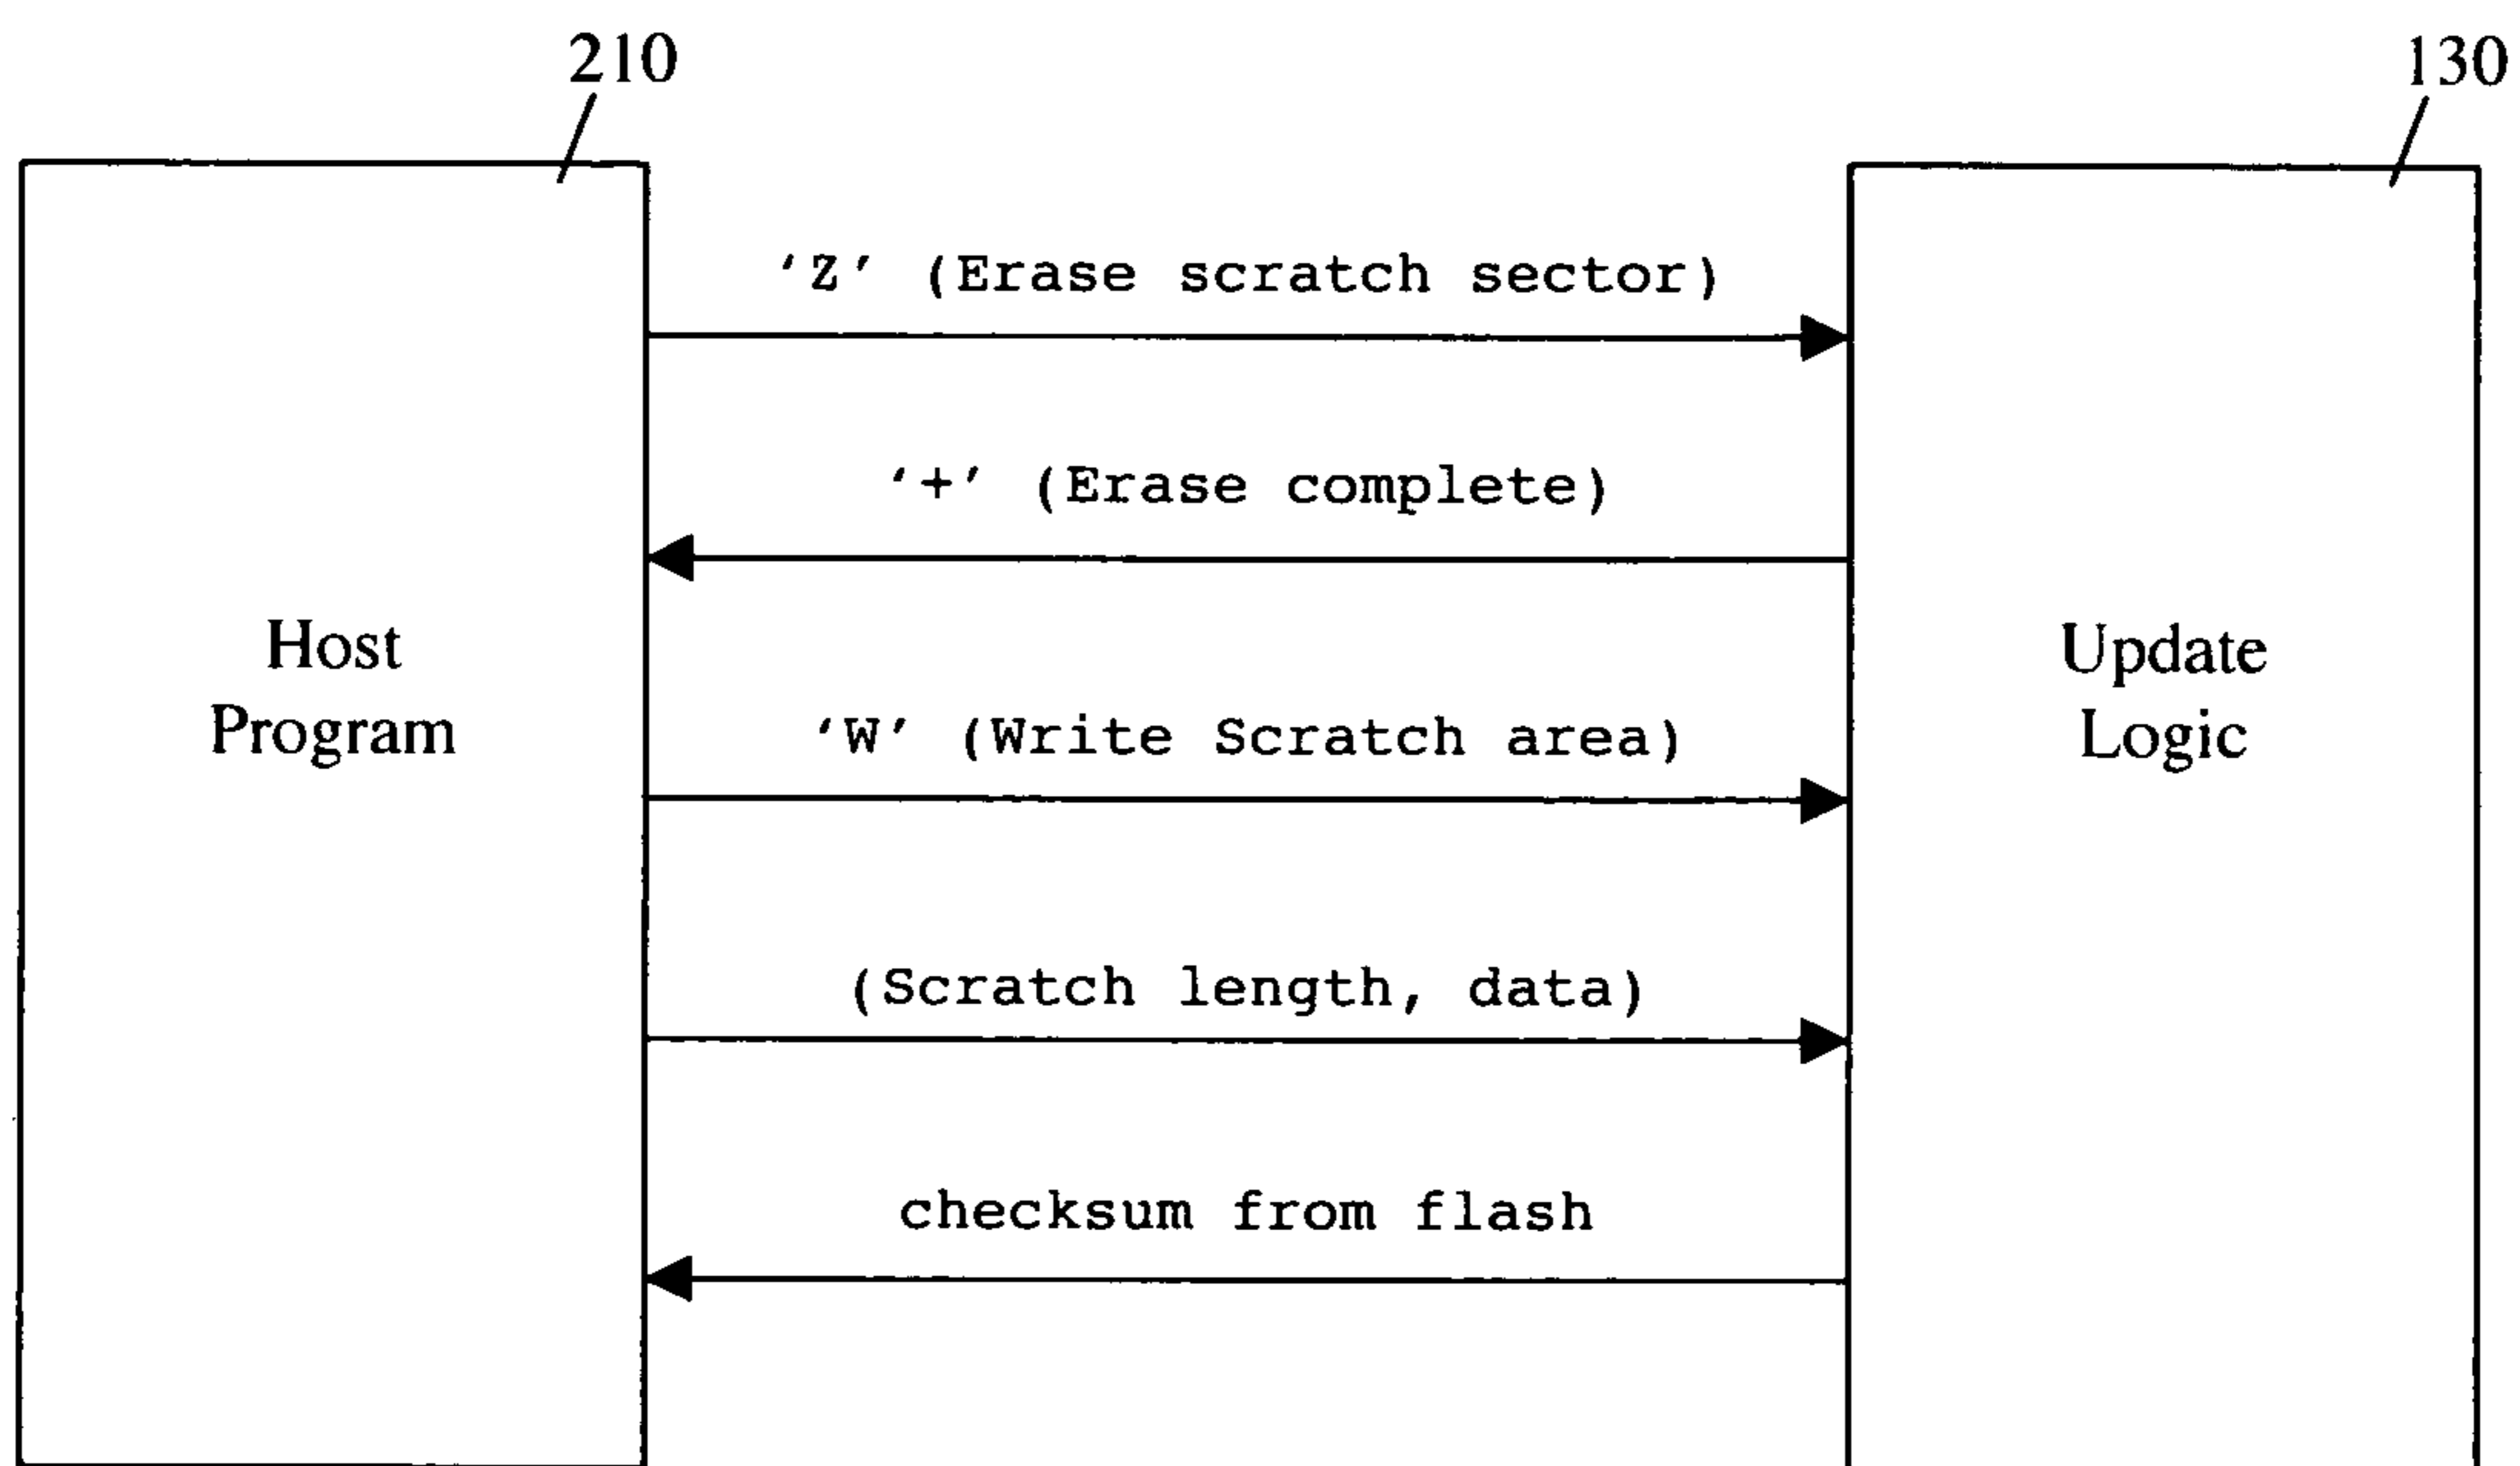 210
130
‘Z’ (Erase scratch sector)
‘+’ (Erase complete)
Host
Program
Update
Logic
‘W’ (Write Scratch area)
(Scratch length, data)
checksum from flash